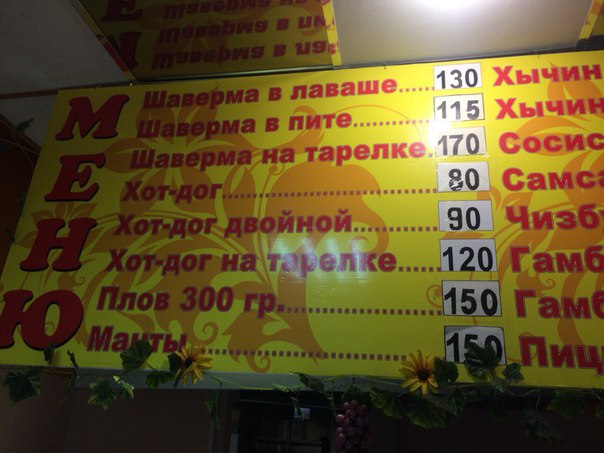 МЕНЮ
Шаверма в лаваше......130 Хычин
Шаверма в пите............115 Хычин
Шаверма на тарелке.170 Сосис
Хот-дог..............................80 Самса
Хот-дог двойной...........90 Чизбу
Хот-дог на тарелке......120 Гамб
Плов 300 гр.....................150 Гамб
Манты................................150 Пиц